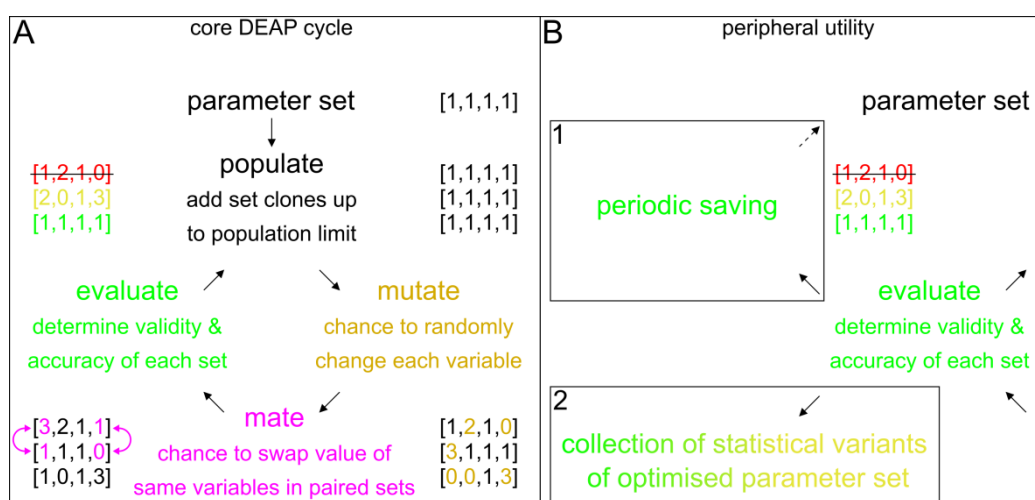 A
core DEAP cycle
parameter set
[1,1,1,1]
populate
add set clones up
to population limit
[1,2,1,0]
[2,0,1,3]
[1,1,1,1]
[1,1,1,1]
[1,1,1,1]
[1,1,1,1]
evaluate
determine validity &
accuracy of each set
mutate
chance to randomly
change each variable
mate
chance to swap value of
same variables in paired sets
[3,2,1,1]
[1,1,1,0]
[1,0,1,3]
[1,2,1,0]
[3,1,1,1]
[0,0,1,3]
B
peripheral utility
parameter set
1
periodic saving
[1,2,1,0]
[2,0,1,3]
[1,1,1,1]
evaluate
determine validity &
accuracy of each set
2
collection of statistical variants
of optimised parameter set